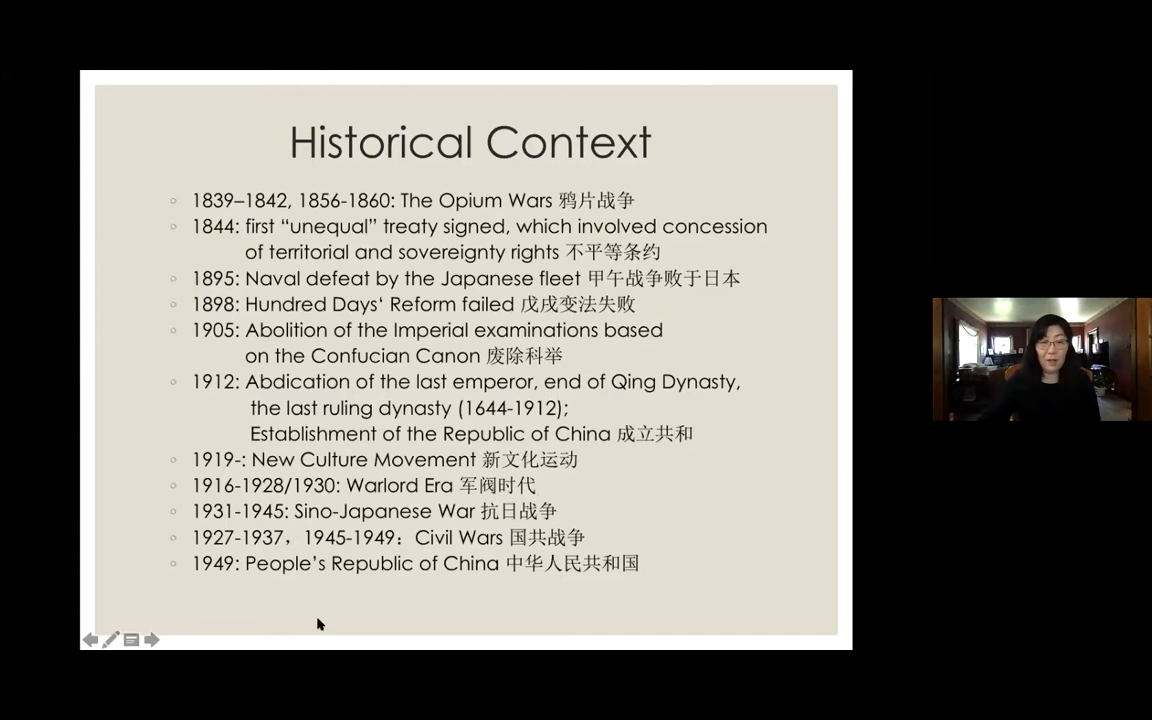 Historical Context
1839–1842, 1856-1860: The Opium Wars 鸦片战争
1844: first “unequal” treaty signed, which involved concession
of territorial and sovereignty rights 不平等条约
1895: Naval defeat by the Japanese fleet 甲午战争败于日本
1898: Hundred Days‘ Reform failed 戊戌变法失败
1905: Abolition of the Imperial examinations based
on the Confucian Canon 废除科举
1912: Abdication of the last emperor, end of Qing Dynasty,
the last ruling dynasty (1644-1912);
Establishment of the Republic of China 成立共和
1919-: New Culture Movement 新文化运动
1916-1928/1930: Warlord Era 军阀时代
1931-1945: Sino-Japanese War 抗日战争
1927-1937，1945-1949：Civil Wars 国共战争
1949: People’s Republic of China 中华人民共和国